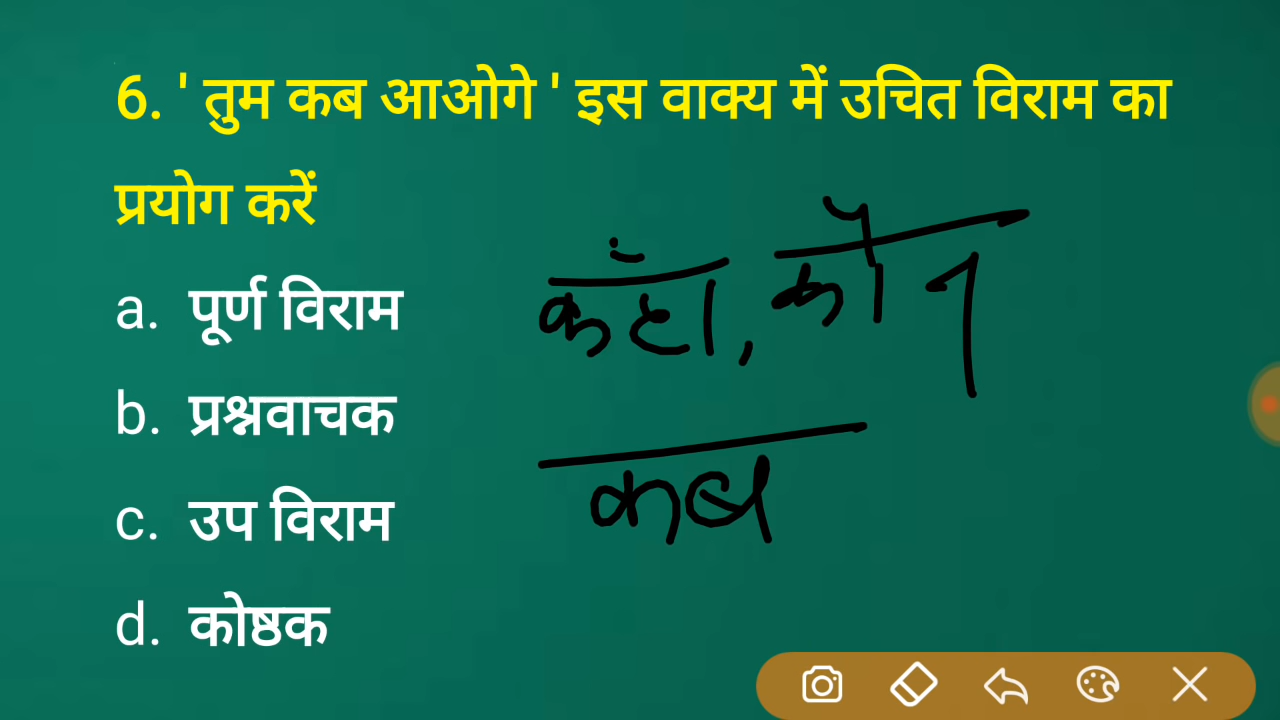 6. ' तुम कब आओगे ' इस वाक्य में उचित विराम का
प्रयोग करें
a. पूर्ण विराम
b. प्रश्नवाचक
c. उप विराम
d. कोष्ठक
कहाँ, कौन
कब